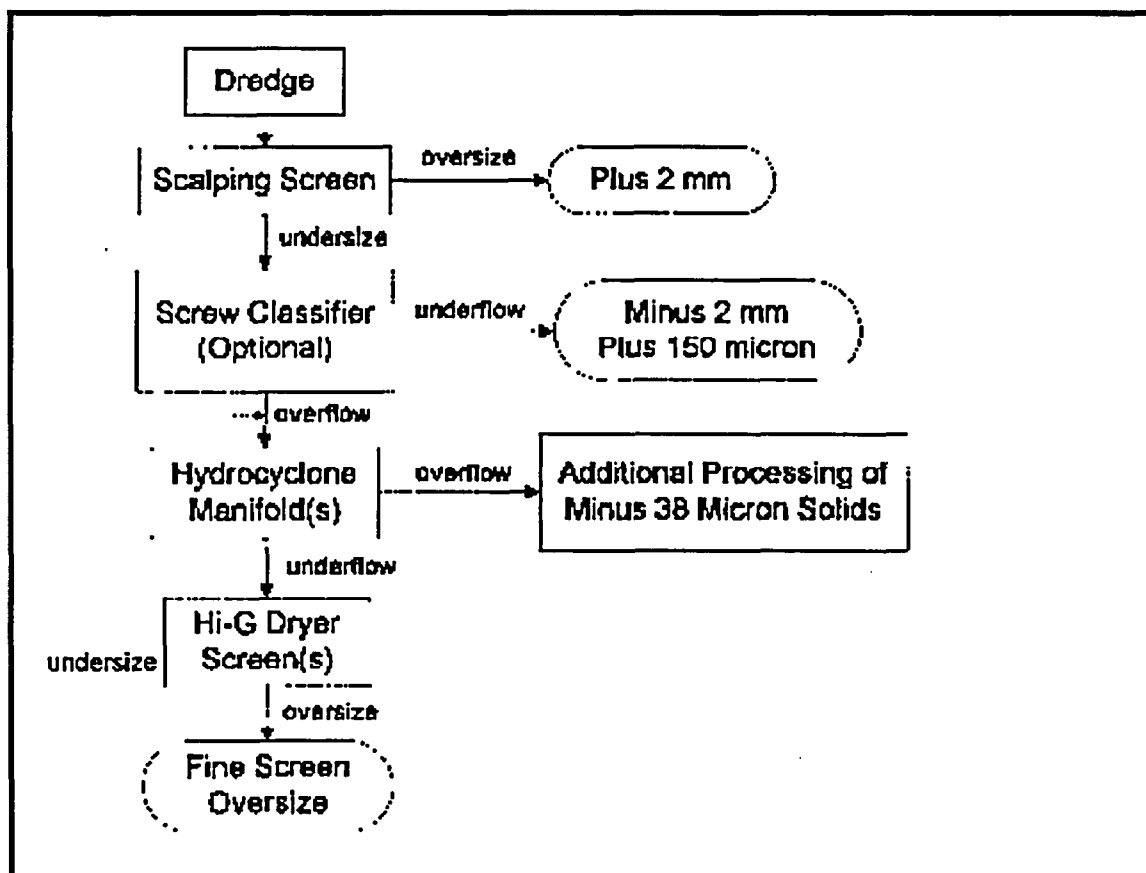 Dredge
oversize
Scalping Screen
Plus 2 mm
undersize
Screw Classifier
(Optional)
underflow
Minus 2 mm
Plus 150 micron
overflow
Hydrocyclone
Manifold(s)
overflow
Additional Processing of
Minus 38 Micron Solids
underflow
Hi-G Dryer
Screen(s)
undersize
oversize
Fine Screen
Oversize